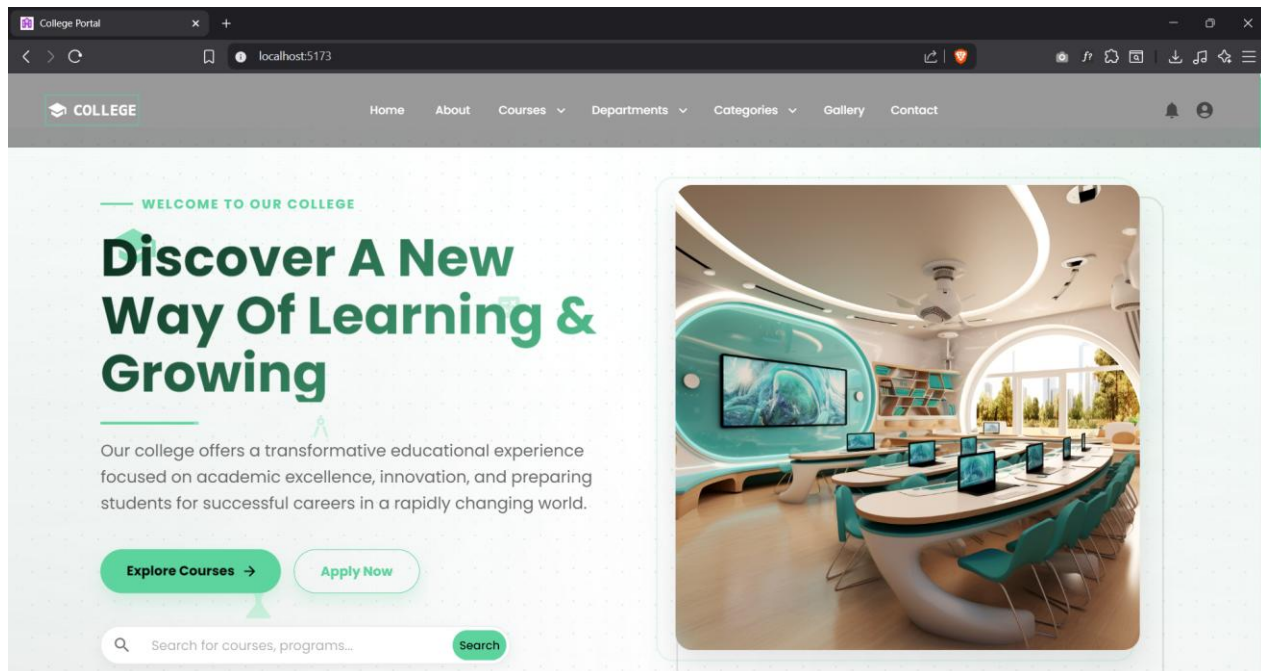 College Portal
localhost:5173
COLLEGE
Home About Courses Departments Categories Gallery Contact
WELCOME TO OUR COLLEGE
Discover A New
Way Of Learning &
Growing
Our college offers a transformative educational experience
focused on academic excellence, innovation, and preparing
students for successful careers in a rapidly changing world.
Explore Courses → Apply Now
Search for courses, programs... Search